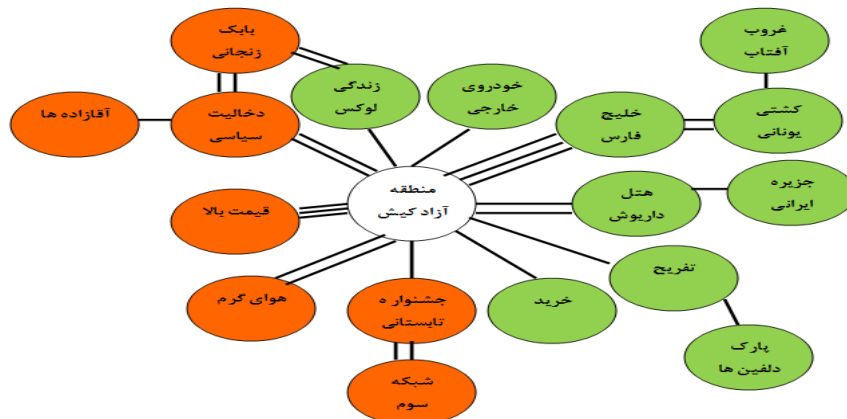 بابک
زنجانی
غروب
آفتاب
زندگی
لوکس
خودروی
خارجی
خلیج
فارس
کشتی
یونانی
آقازاده ها
دخالیت
سیاسی
منطقه
آزاد کیش
هتل
داریوش
جزیره
ایرانی
قیمت بالا
تفریح
هوای گرم
جشنوار ه
تابستانی
خرید
پارک
دلفین ها
شبکه
سوم